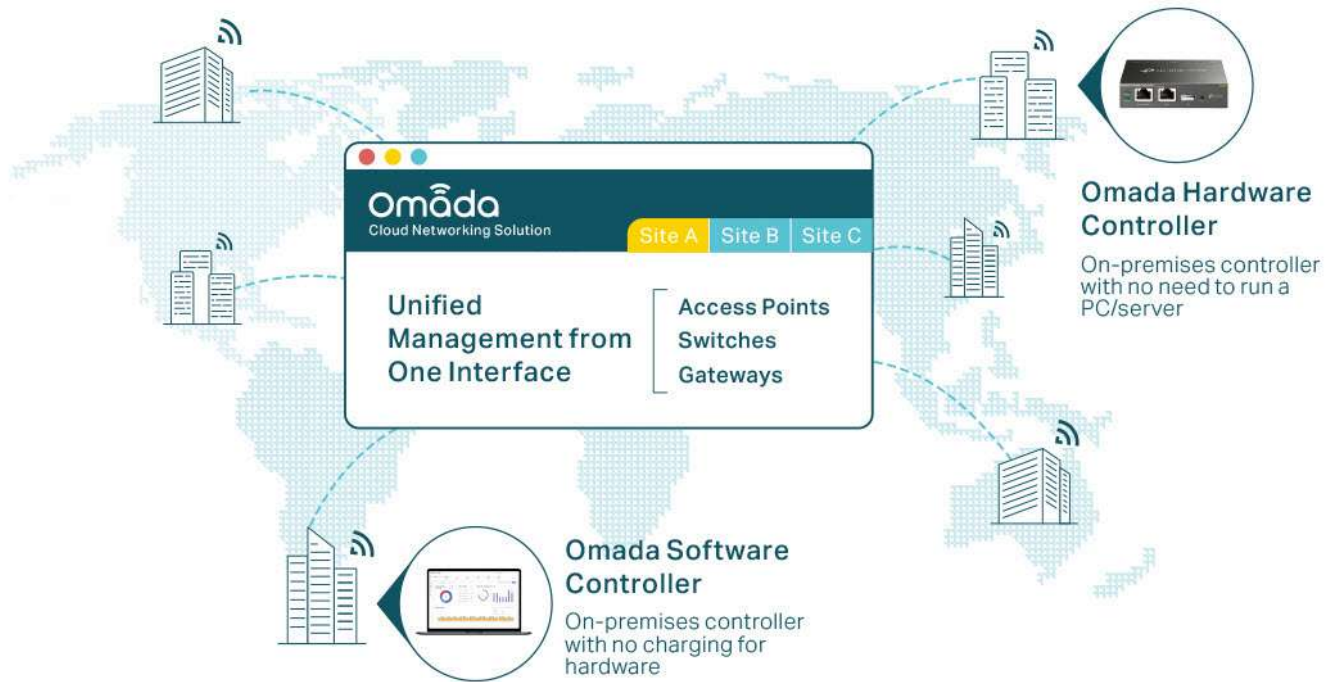 Omada
Cloud Networking Solution
Site A
Site B
Site C
Unified
Management from
One Interface
Access Points
Switches
Gateways
Omada Hardware
Controller
On-premises controller
with no need to run a
PC/server
Omada Software
Controller
On-premises controller
with no charging for
hardware